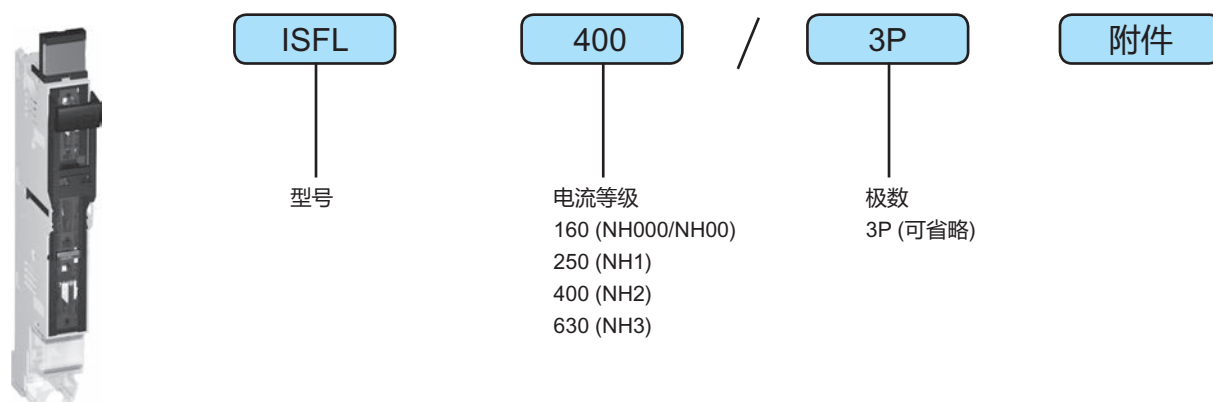 ISFL 400 / 3P 附件
型号
电流等级
160 (NH000/NH00)
250 (NH1)
400 (NH2)
630 (NH3)
极数
3P (可省略)